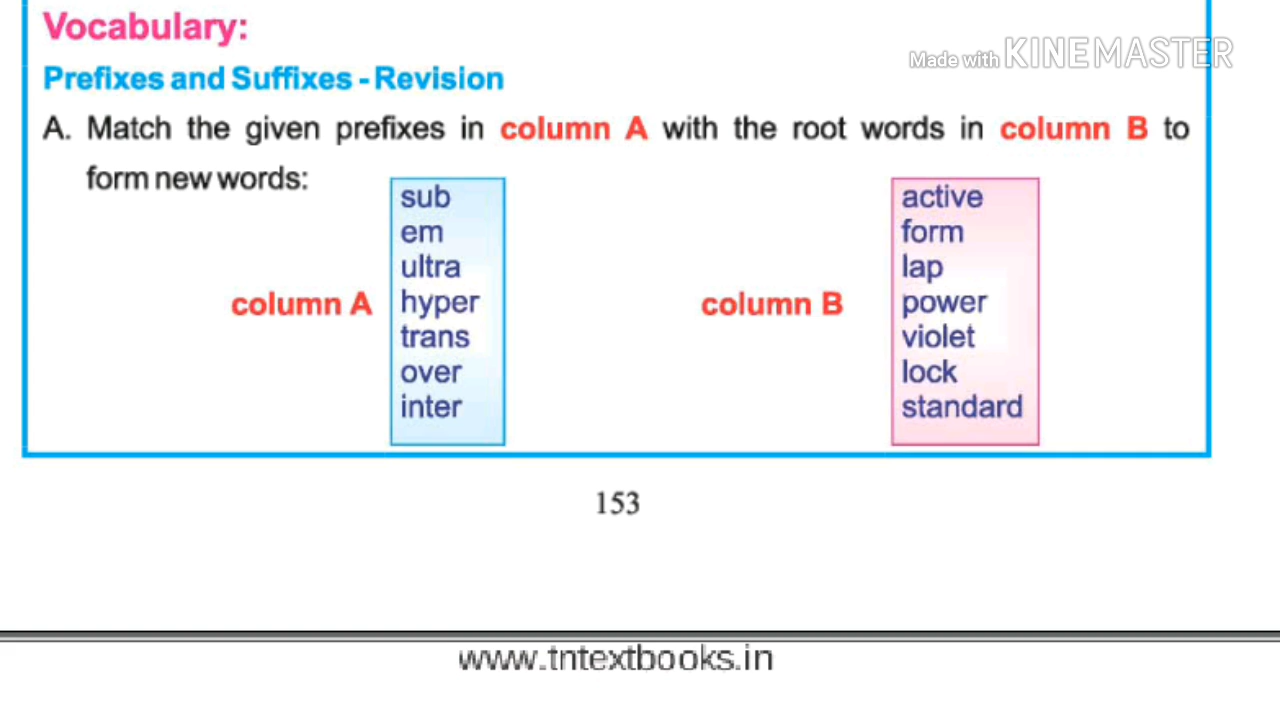 Vocabulary:
Made with KINEMASTER
Prefixes and Suffixes - Revision
A. Match the given prefixes in column A with the root words in column B to
form new words:
column A
sub
em
ultra
hyper
trans
over
inter
column B
active
form
lap
power
violet
lock
standard
153
www.tntextbooks.in